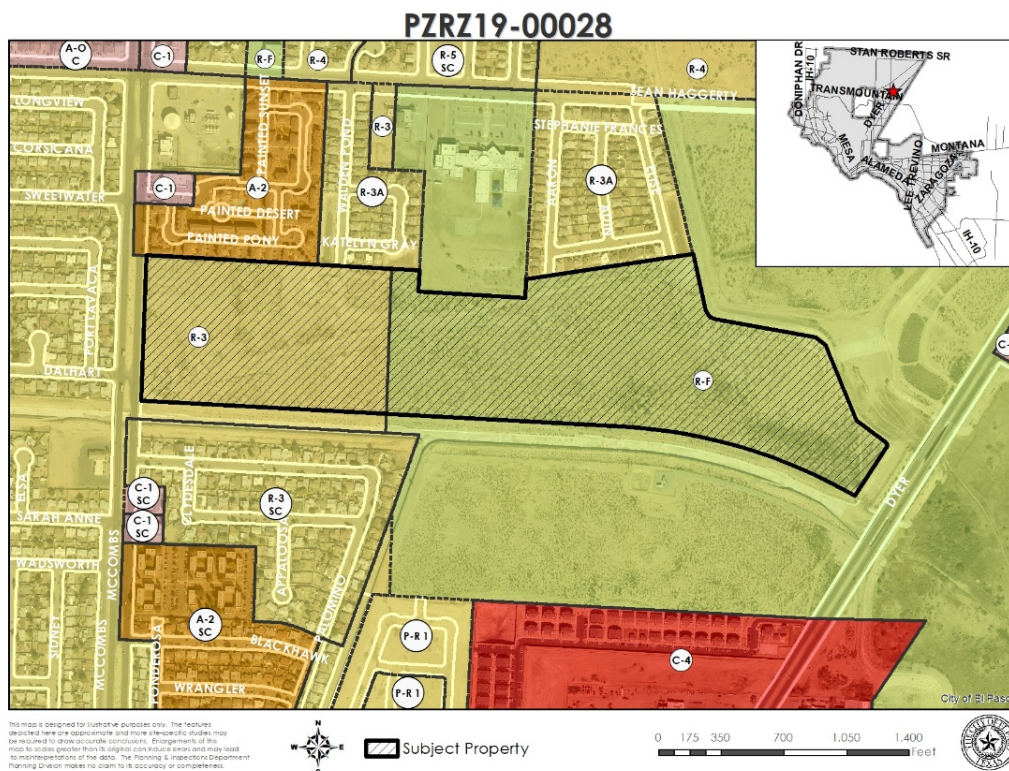 PZRZ19-00028
A-O
C
C-1
R-F
R-4
R-5
SC
R-4
LONGVIEW
CORSICANA
SWEETWATER
PORT LAVACA
DALHART
PAINTED SUNSET
C-1
A-2
PAINTED DESERT
PAINTED PONY
WALDEN POND
R-3
R-3A
KATELYN GRAY
SEAN HAGGERTY
STEPHANIE FRANCES
AARON
R-3A
DONIPHAN DR
IH-10
STAN ROBERTS SR
TRANSMOUNTAIN
DYER
MESA
ALAMEDA
LEE TREVINO
ZARAGOZA
MONTANA
IH-10
R-3
R-F
DYER
ELSA
SARAH ANNE
WADSWORTH
SIDNEY
MCCOMBS
MCCOMBS
C-1
SC
C-1
SC
CLYDESDALE
R-3
SC
APPALOOSA
PALOMINO
A-2
SC
BLACKHAWK
PONDEROSA
WRANGLER
P-R 1
P-R 1
C-4
City of El Paso
This map is designed for illustrative purposes only. The features
depicted here are approximate and more site-specific studies may
be required to draw accurate conclusions. Enlargements of this
map to scales greater than its original can induce errors and may lead
to misinterpretations of the data. The Planning & Inspections Department
Planning Division makes no claim to its accuracy or completeness.
N
W
E
S
Subject Property
0 175 350 700 1,050 1,400
Feet